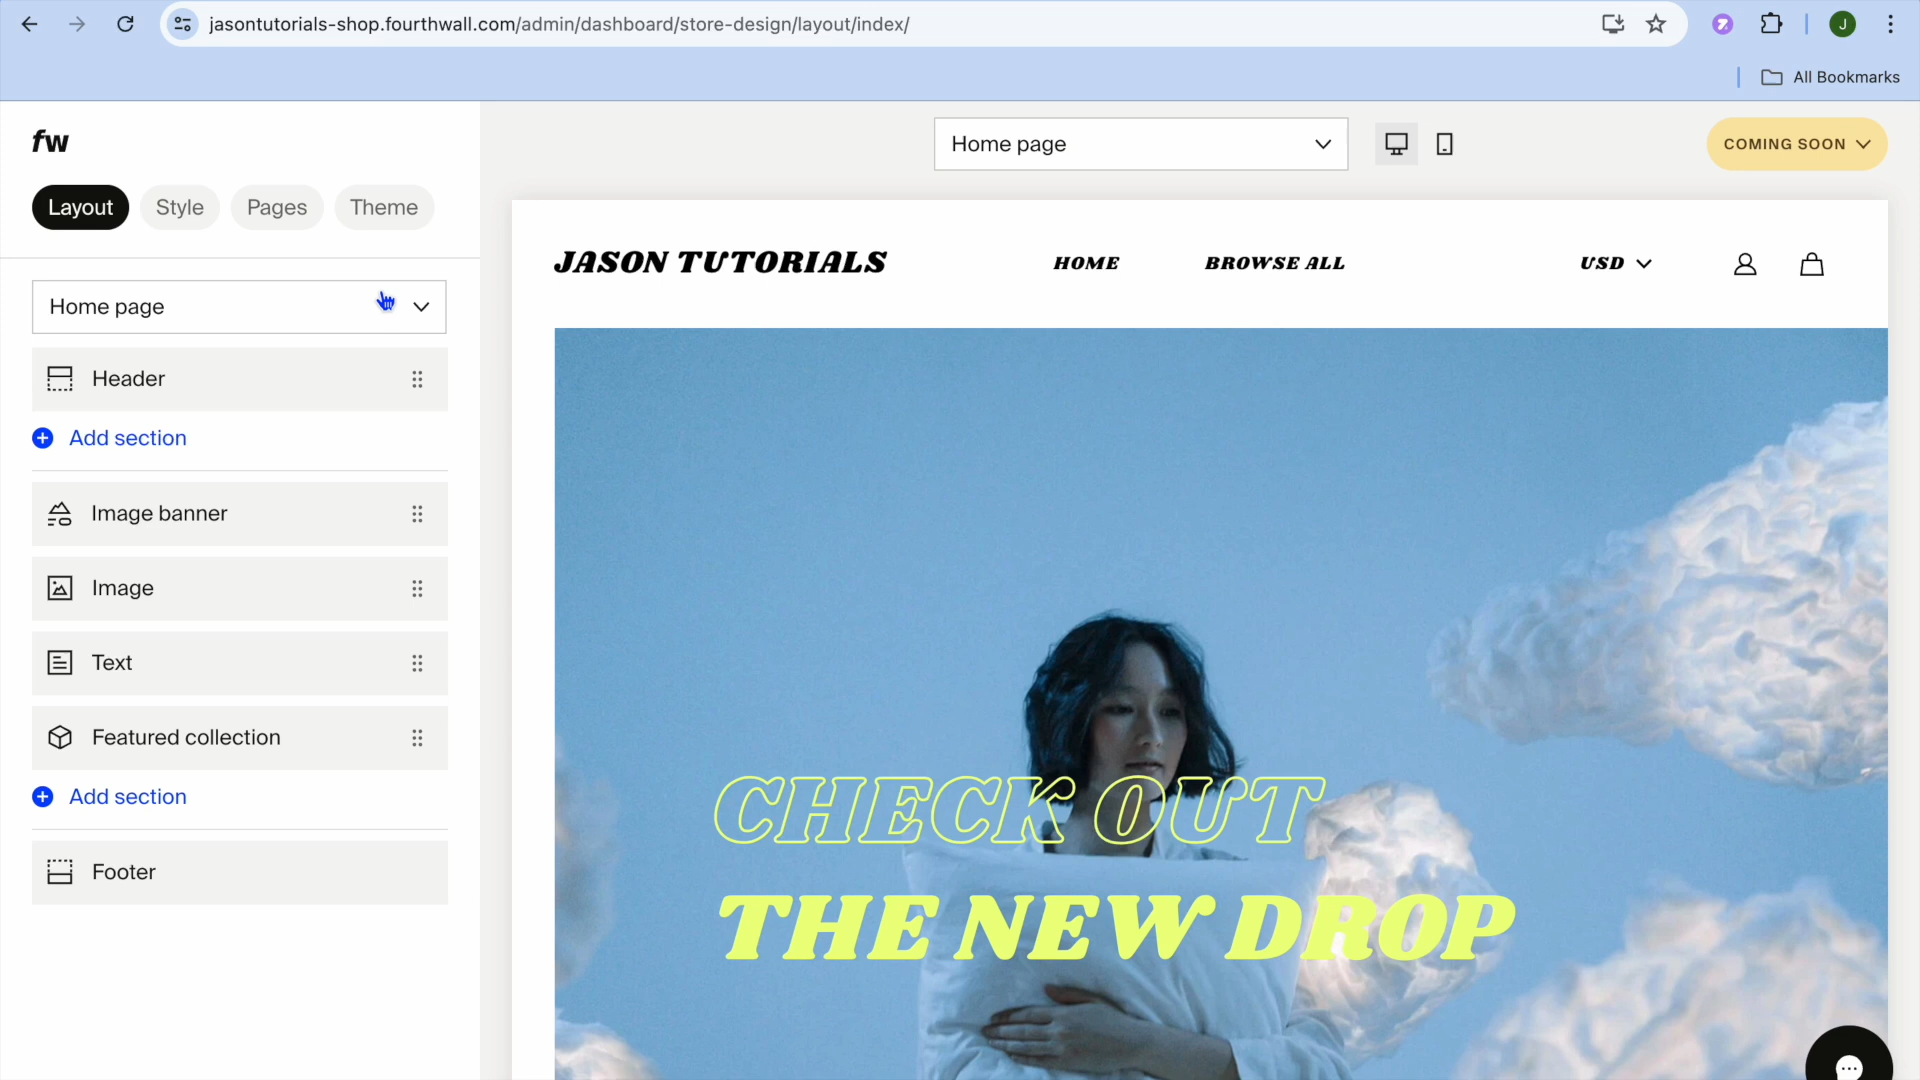 jasontutorials-shop.fourthwall.com/admin/dashboard/store-design/layout/index/
J
All Bookmarks
fw
Home page
COMING SOON
Layout
Style
Pages
Theme
JASON TUTORIALS
HOME
BROWSE ALL
USD
Home page
Header
Add section
Image banner
Image
Text
Featured collection
Add section
Footer
CHECK OUT
THE NEW DROP